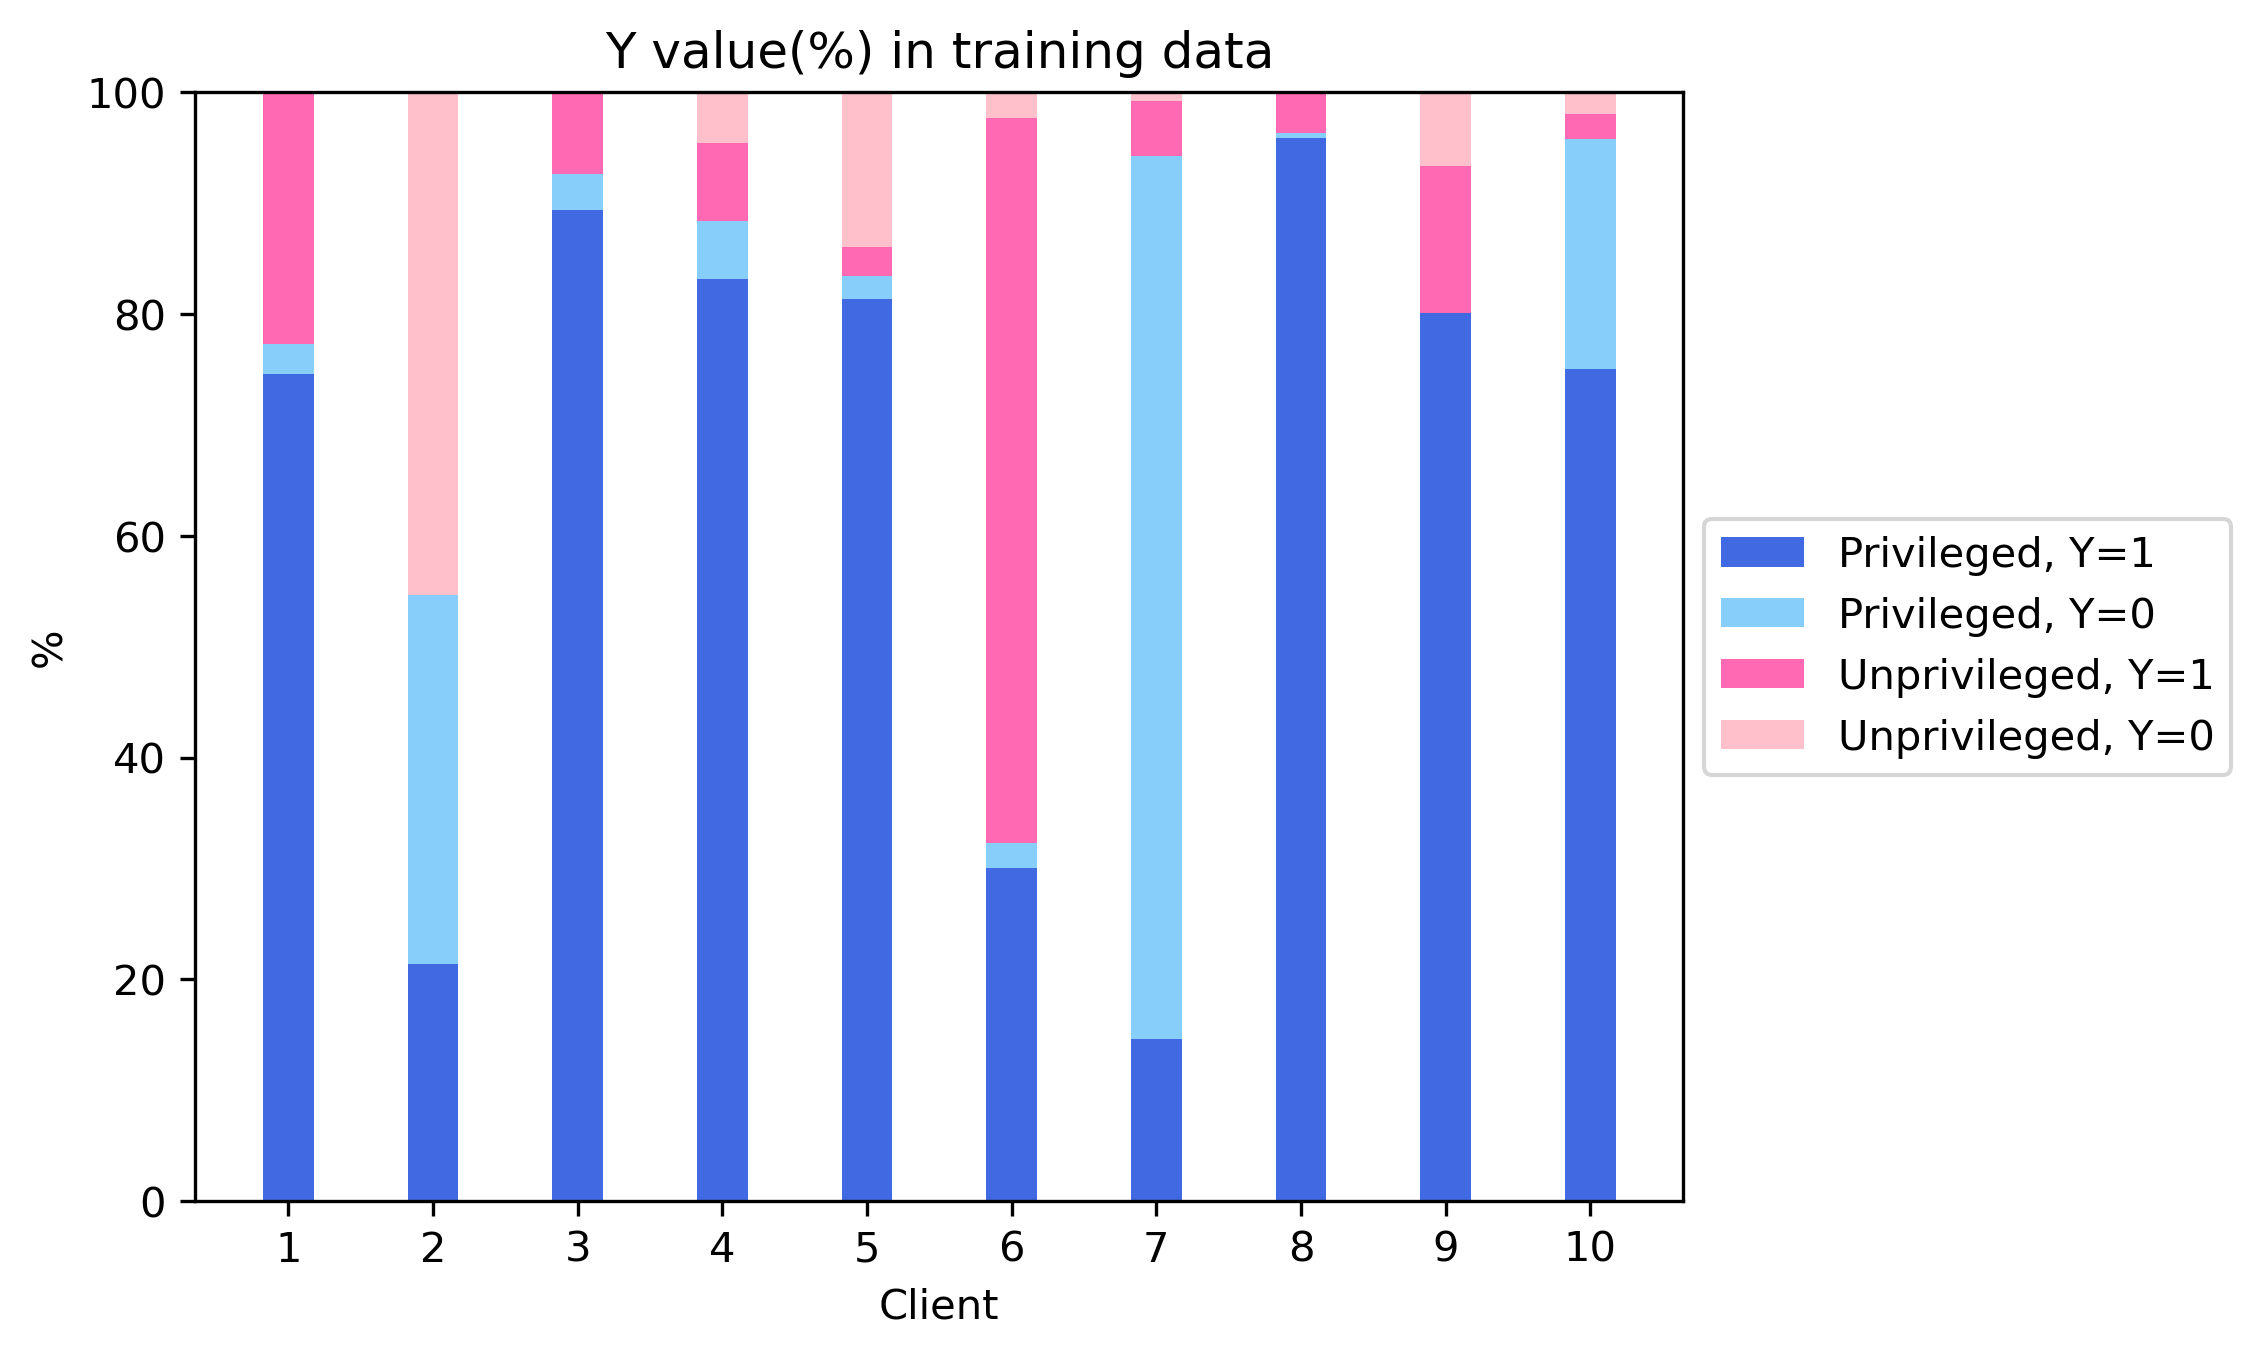 Y value(%) in training data
100
80
60
40
20
0
%
1 2 3 4 5 6 7 8 9 10
Client
Privileged, Y=1
Privileged, Y=0
Unprivileged, Y=1
Unprivileged, Y=0